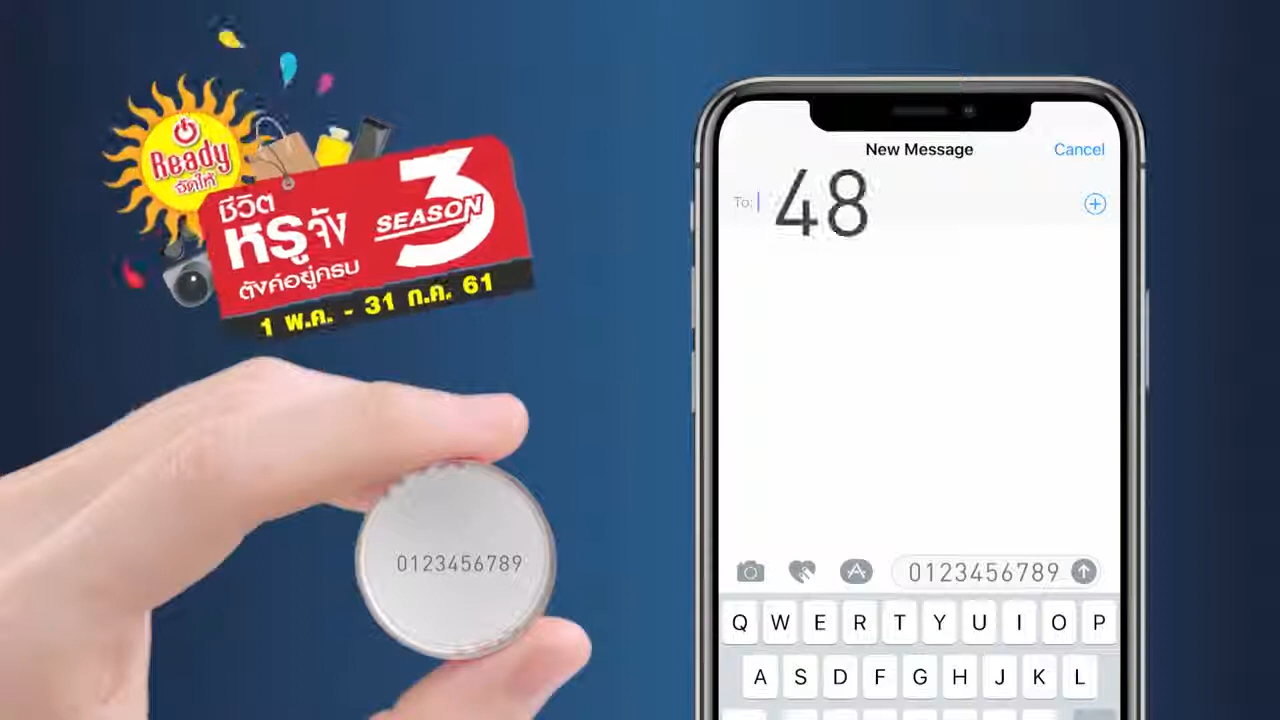 Ready
จัดให้
ชีวิต
หรูจัง
SEASON 3
ตังค์อยู่ครบ
1 พ.ค. - 31 ก.ค. 61
0123456789
New Message
Cancel
To:
48
0123456789
Q W E R T Y U I O P
A S D F G H J K L